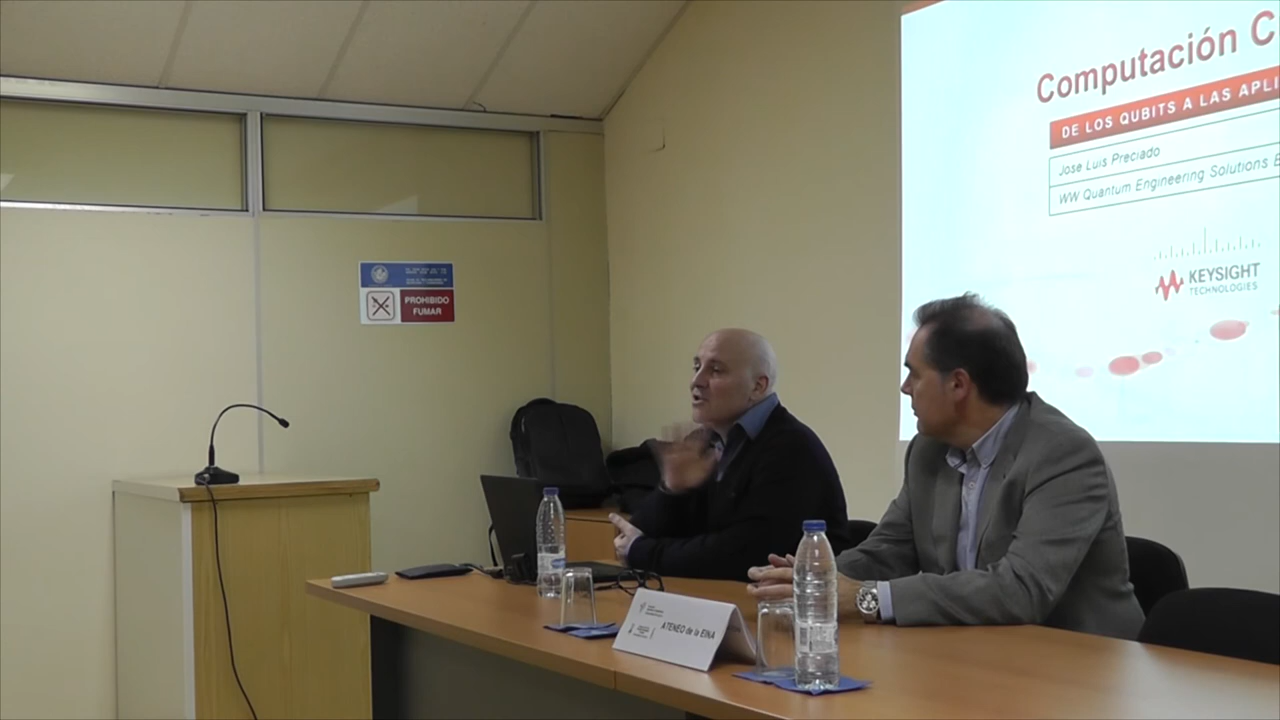 Computación C
DE LOS QUBITS A LAS APLI
Jose Luis Preciado
WW Quantum Engineering Solutions
KEYSIGHT
TECHNOLOGIES
PROHIBIDO
FUMAR
ATENEO de la EINA